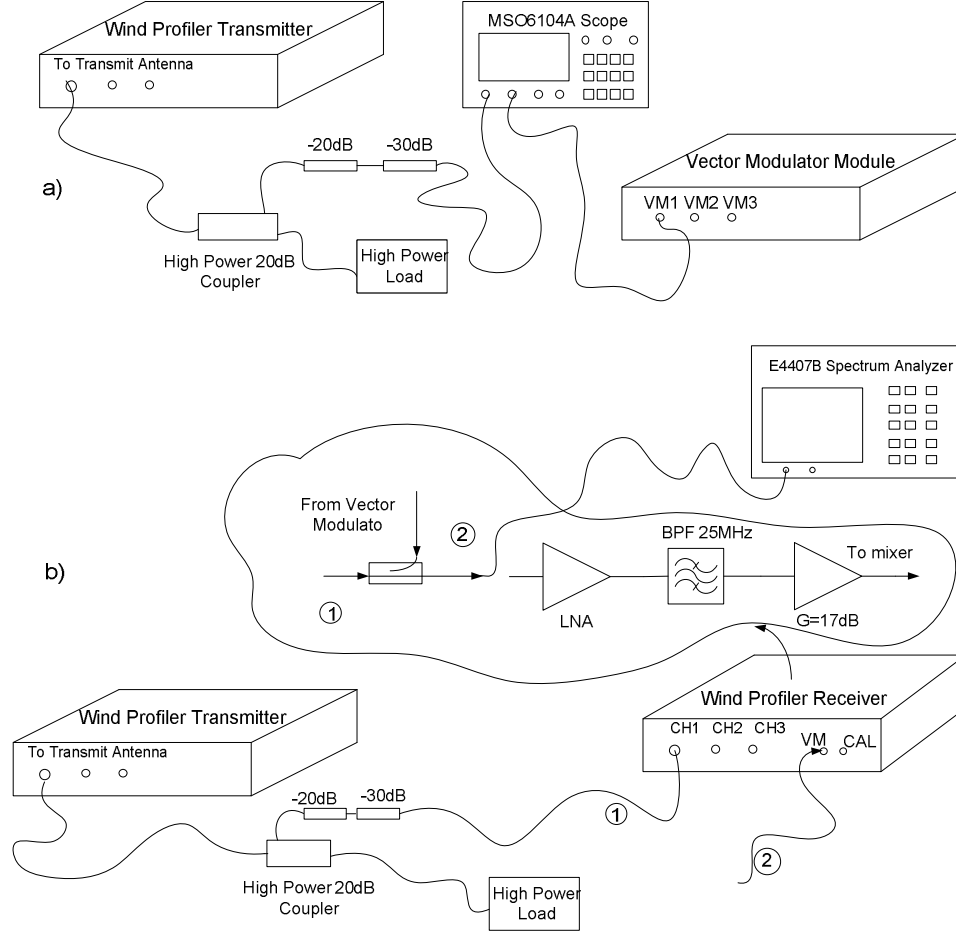 Wind Profiler Transmitter
To Transmit Antenna
MSO6104A Scope
-20dB
-30dB
a)
High Power 20dB
Coupler
High Power
Load
Vector Modulator Module
VM1 VM2 VM3
E4407B Spectrum Analyzer
From Vector
Modulato
2
BPF 25MHz
To mixer
b)
1
LNA
G=17dB
Wind Profiler Receiver
CH1
CH2
CH3
VM
CAL
Wind Profiler Transmitter
To Transmit Antenna
-20dB
-30dB
1
2
High Power 20dB
Coupler
High Power
Load